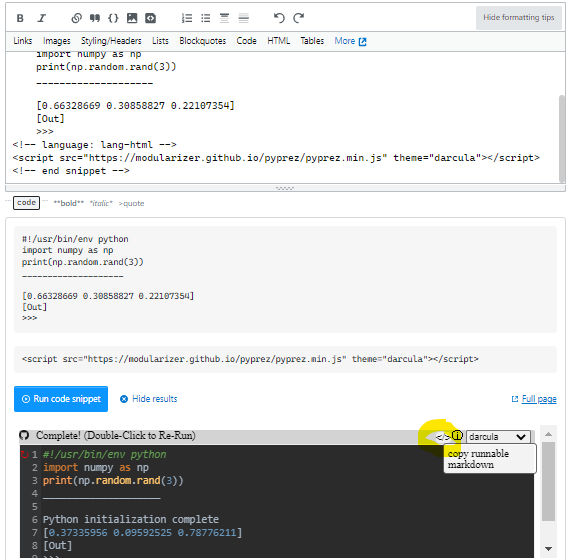 B I
Hide formatting tips
Links Images Styling/Headers Lists Blockquotes Code HTML Tables More
import numpy as np
print(np.random.rand(3))
____________________
[0.66328669 0.30858827 0.22107354]
[Out]
>>>
<!-- language: lang-html -->
<script src="https://modularizer.github.io/pyprez/pyprez.min.js" theme="darcula"></script>
<!-- end snippet -->
``code`` **bold** *italic* >quote
#!/usr/bin/env python
import numpy as np
print(np.random.rand(3))
____________________
[0.66328669 0.30858827 0.22107354]
[Out]
>>>
<script src="https://modularizer.github.io/pyprez/pyprez.min.js" theme="darcula"></script>
Run code snippet Hide results Full page
Complete! (Double-Click to Re-Run) </> ⓘ darcula
copy runnable
markdown
1 #!/usr/bin/env python
2 import numpy as np
3 print(np.random.rand(3))
4 ____________________
5
6 Python initialization complete
7 [0.37335956 0.09592525 0.78776211]
8 [Out]
>>>